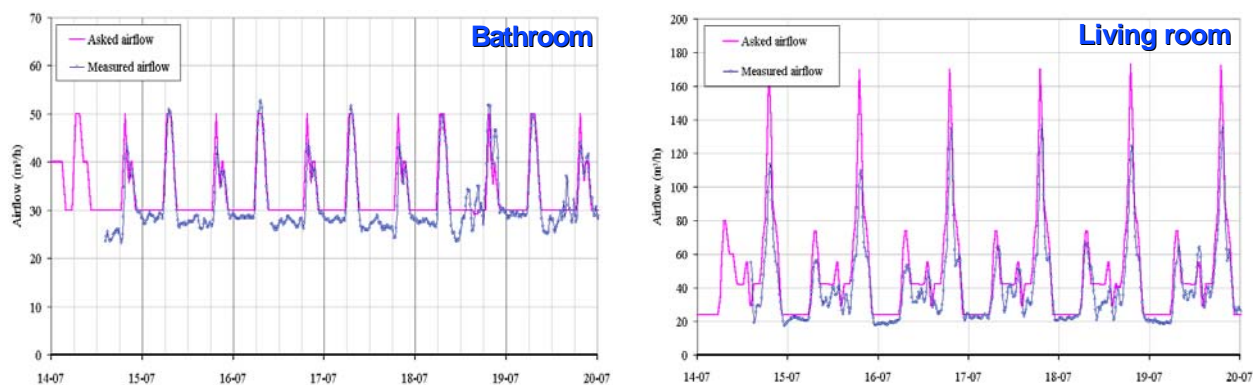 Bathroom
Asked airflow
Measured airflow
Airflow (m³/h)
70
60
50
40
30
20
10
0
14-07 15-07 16-07 17-07 18-07 19-07 20-07
Living room
Asked airflow
Measured airflow
Airflow (m³/h)
200
180
160
140
120
100
80
60
40
20
0
14-07 15-07 16-07 17-07 18-07 19-07 20-07